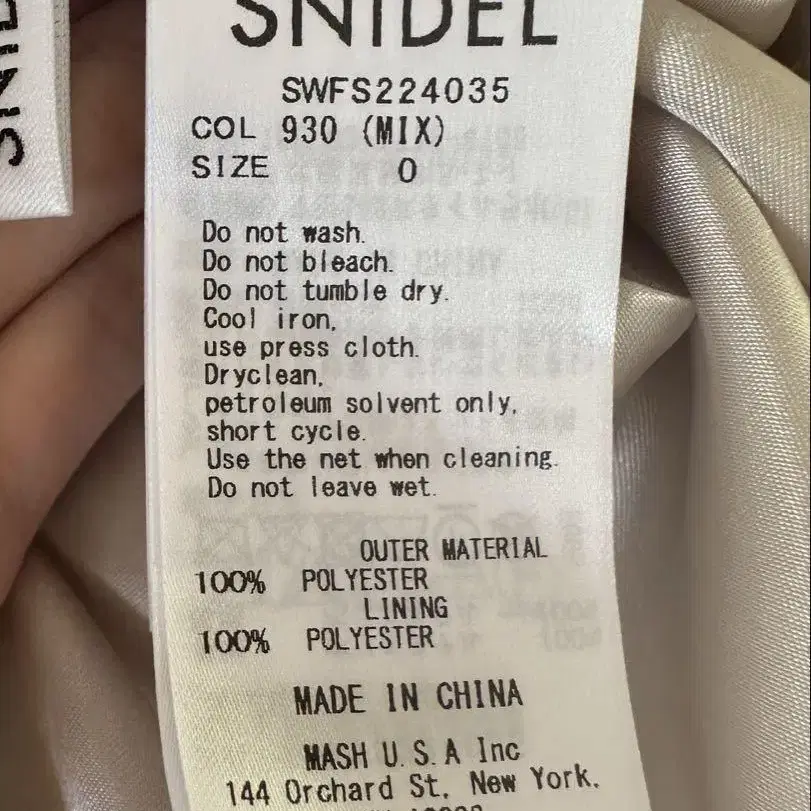 SNIDEL
SWFS224035
COL 930 (MIX)
SIZE 0
Do not wash.
Do not bleach.
Do not tumble dry.
Cool iron,
use press cloth.
Dryclean,
petroleum solvent only,
short cycle.
Use the net when cleaning.
Do not leave wet.
OUTER MATERIAL
100% POLYESTER
LINING
100% POLYESTER
MADE IN CHINA
MASH U.S.A Inc
144 Orchard St, New York.